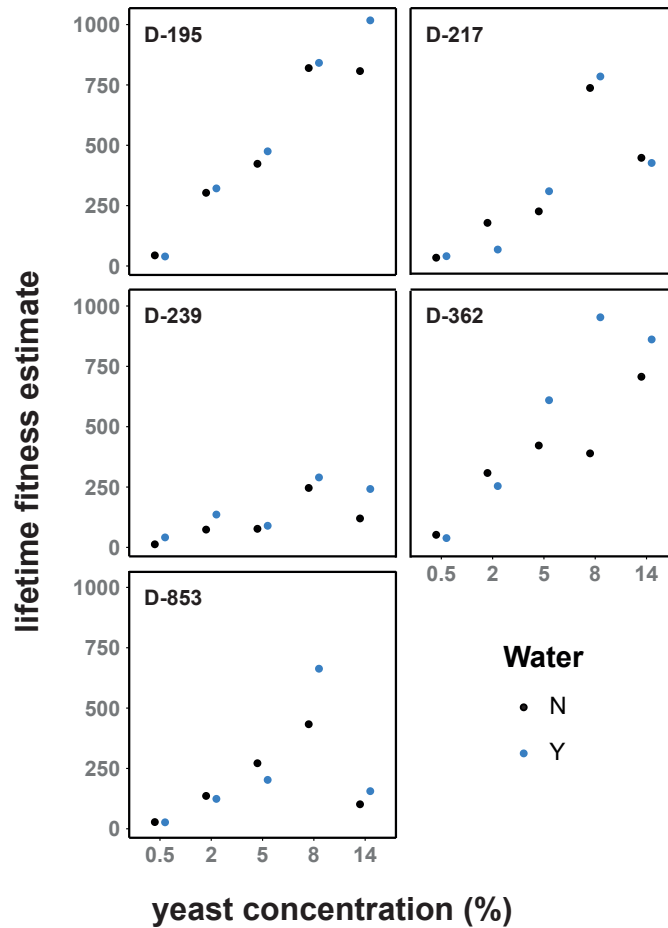 lifetime fitness estimate
D-195
1000
750
500
250
0
D-217
D-239
1000
750
500
250
0
D-362
0.5 2 5 8 14
D-853
1000
750
500
250
0
0.5 2 5 8 14
Water
N
Y
yeast concentration (%)